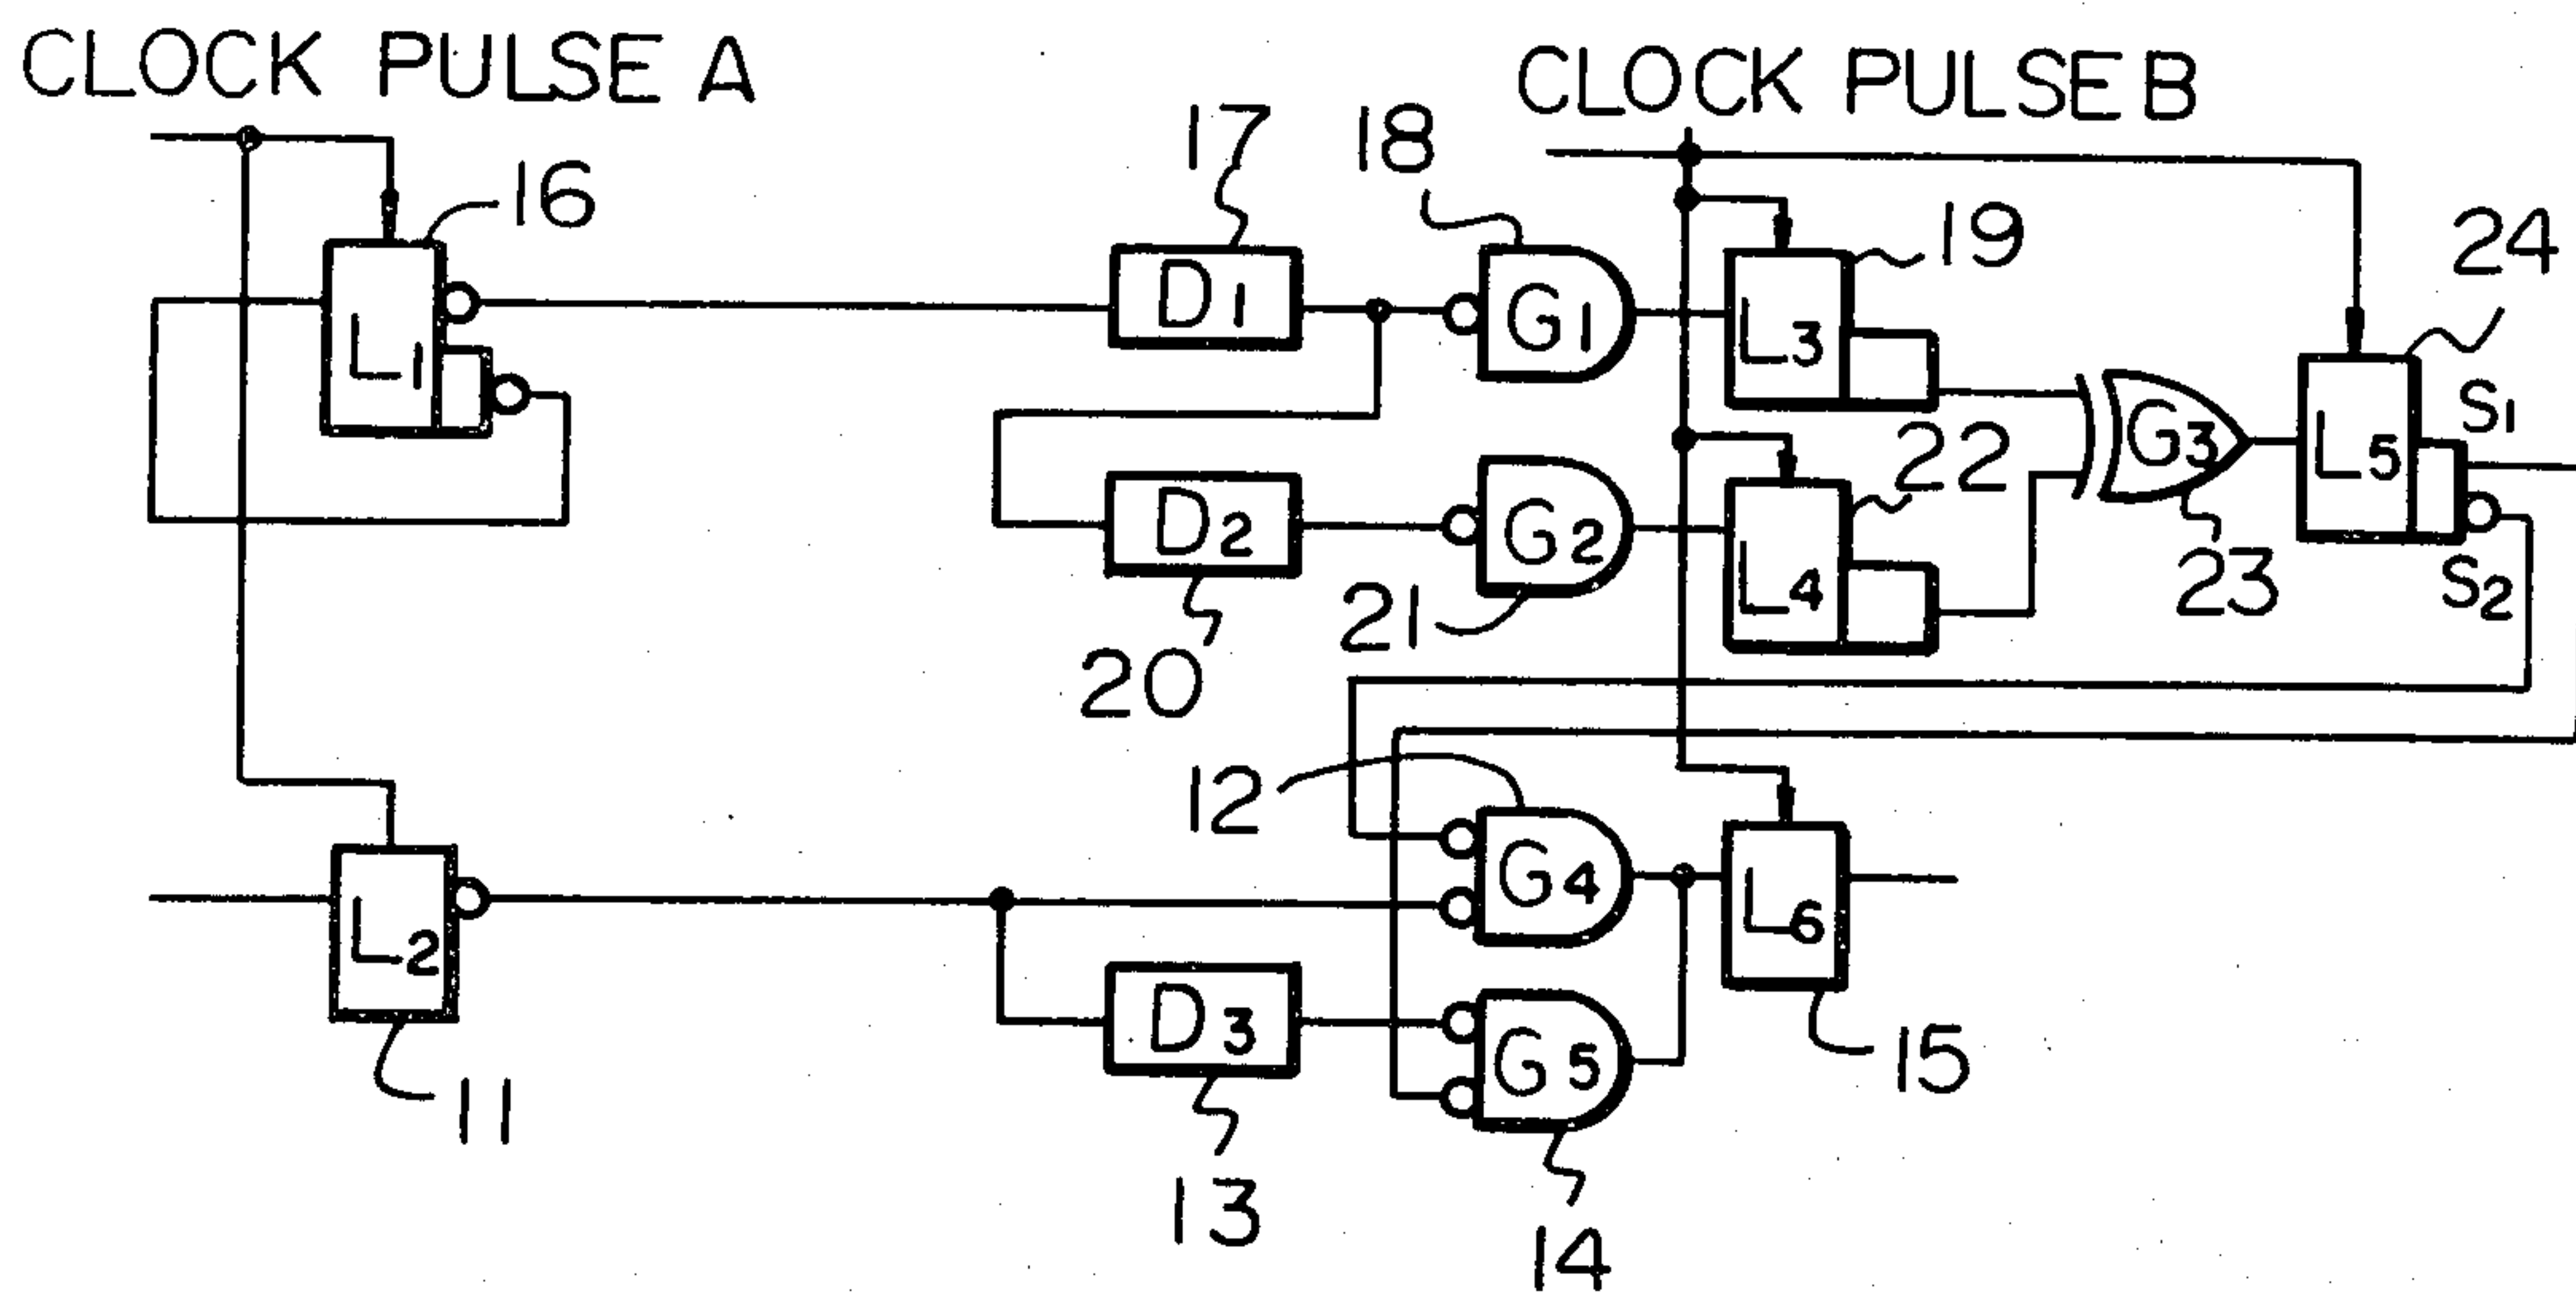 CLOCK PULSE A
CLOCK PULSE B
16
17
18
19
24
L1
D1
G1
L3
G3
L5
S1
22
D2
G2
L4
23
S2
20
21
12
L2
G4
L6
D3
G5
11
13
14
15